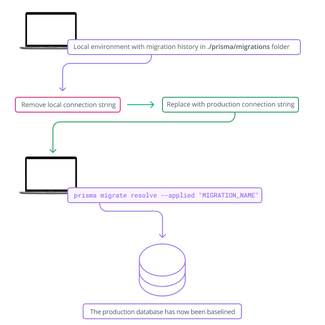 Local environment with migration history in ./prisma/migrations folder
Remove local connection string
Replace with production connection string
prisma migrate resolve --applied "MIGRATION_NAME"
The production database has now been baselined